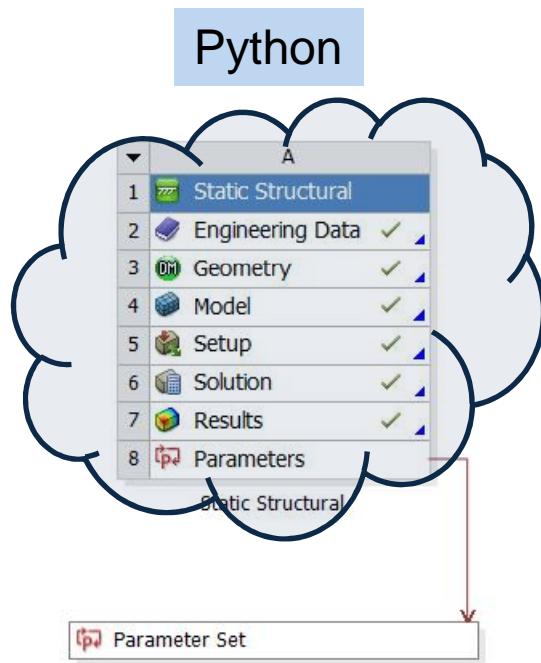 Python
A
1 Static Structural
2 Engineering Data
3 DM Geometry
4 Model
5 Setup
6 Solution
7 Results
8 Parameters
Static Structural
Parameter Set